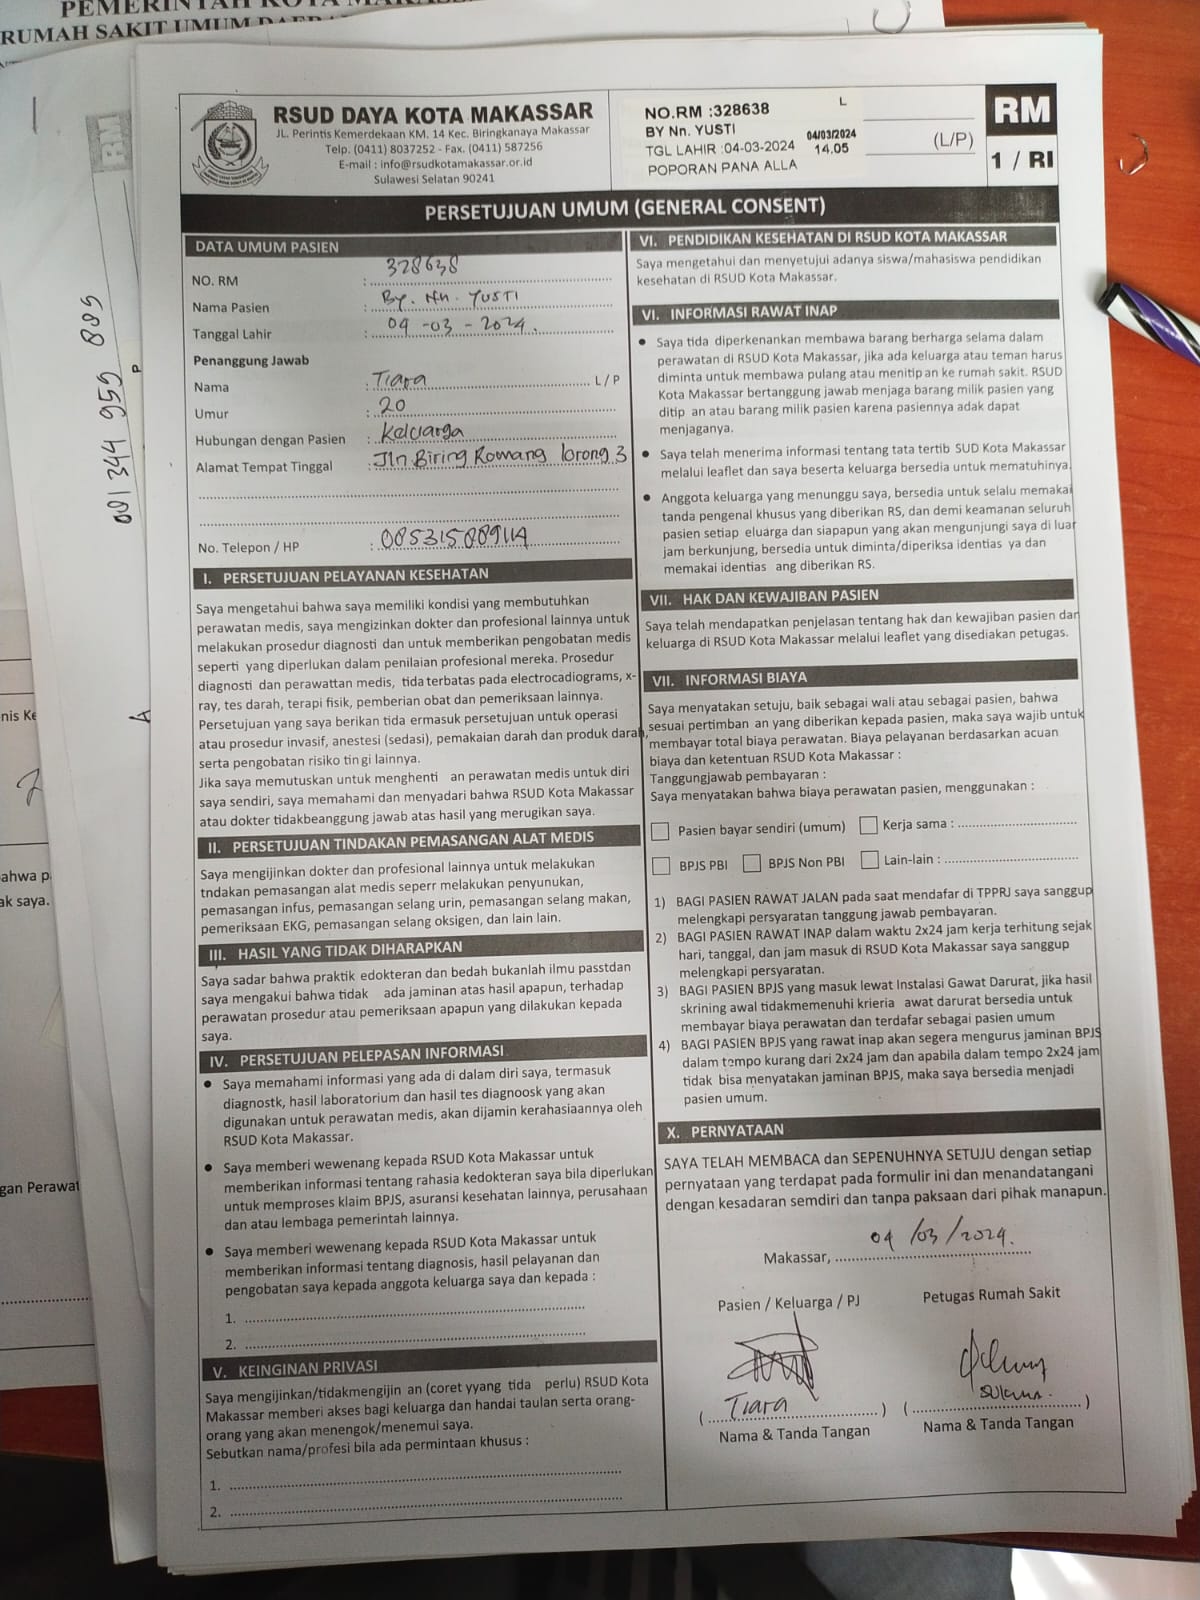 PEMERINTAH KOTA MAKASS
RUMAH SAKIT UMUM DAERA
RM
081 344 955 885
P
A
nis Ke
ahwa p
ak saya.
gan Perawat
RSUD DAYA KOTA MAKASSAR
JL. Perintis Kemerdekaan KM. 14 Kec. Biringkanaya Makassar
Telp. (0411) 8037252 - Fax. (0411) 587256
E-mail : info@rsudkotamakassar.or.id
Sulawesi Selatan 90241
NO.RM :328638 L
BY Nn. YUSTI 04/03/2024
TGL LAHIR :04-03-2024 14.05
POPORAN PANA ALLA
(L/P)
RM
1 / RI
PERSETUJUAN UMUM (GENERAL CONSENT)
DATA UMUM PASIEN
NO. RM : 328638
Nama Pasien : By. Nn. YUSTI
Tanggal Lahir : 04 - 03 - 2024.
Penanggung Jawab
Nama : Tiara L / P
Umur : 20
Hubungan dengan Pasien : Keluarga
Alamat Tempat Tinggal : Jln Biring Romang lorong 3
No. Telepon / HP : 085315889114
I. PERSETUJUAN PELAYANAN KESEHATAN
Saya mengetahui bahwa saya memiliki kondisi yang membutuhkan
perawatan medis, saya mengizinkan dokter dan profesional lainnya untuk
melakukan prosedur diagnosti dan untuk memberikan pengobatan medis
seperti yang diperlukan dalam penilaian profesional mereka. Prosedur
diagnosti dan perawattan medis, tida terbatas pada electrocadiograms, x-
ray, tes darah, terapi fisik, pemberian obat dan pemeriksaan lainnya.
Persetujuan yang saya berikan tida ermasuk persetujuan untuk operasi
atau prosedur invasif, anestesi (sedasi), pemakaian darah dan produk darah,
serta pengobatan risiko tin gi lainnya.
Jika saya memutuskan untuk menghenti an perawatan medis untuk diri
saya sendiri, saya memahami dan menyadari bahwa RSUD Kota Makassar
atau dokter tidakbeanggung jawab atas hasil yang merugikan saya.
II. PERSETUJUAN TINDAKAN PEMASANGAN ALAT MEDIS
Saya mengijinkan dokter dan profesional lainnya untuk melakukan
tndakan pemasangan alat medis seperr melakukan penyunukan,
pemasangan infus, pemasangan selang urin, pemasangan selang makan,
pemeriksaan EKG, pemasangan selang oksigen, dan lain lain.
III. HASIL YANG TIDAK DIHARAPKAN
Saya sadar bahwa praktik edokteran dan bedah bukanlah ilmu passtdan
saya mengakui bahwa tidak ada jaminan atas hasil apapun, terhadap
perawatan prosedur atau pemeriksaan apapun yang dilakukan kepada
saya.
IV. PERSETUJUAN PELEPASAN INFORMASI
● Saya memahami informasi yang ada di dalam diri saya, termasuk
diagnostk, hasil laboratorium dan hasil tes diagnoosk yang akan
digunakan untuk perawatan medis, akan dijamin kerahasiaannya oleh
RSUD Kota Makassar.
● Saya memberi wewenang kepada RSUD Kota Makassar untuk
memberikan informasi tentang rahasia kedokteran saya bila diperlukan
untuk memproses klaim BPJS, asuransi kesehatan lainnya, perusahaan
dan atau lembaga pemerintah lainnya.
● Saya memberi wewenang kepada RSUD Kota Makassar untuk
memberikan informasi tentang diagnosis, hasil pelayanan dan
pengobatan saya kepada anggota keluarga saya dan kepada :
1.
2.
V. KEINGINAN PRIVASI
Saya mengijinkan/tidakmengijin an (coret yyang tida perlu) RSUD Kota
Makassar memberi akses bagi keluarga dan handai taulan serta orang-
orang yang akan menengok/menemui saya.
Sebutkan nama/profesi bila ada permintaan khusus :
1.
2.
VI. PENDIDIKAN KESEHATAN DI RSUD KOTA MAKASSAR
Saya mengetahui dan menyetujui adanya siswa/mahasiswa pendidikan
kesehatan di RSUD Kota Makassar.
VI. INFORMASI RAWAT INAP
● Saya tida diperkenankan membawa barang berharga selama dalam
perawatan di RSUD Kota Makassar, jika ada keluarga atau teman harus
diminta untuk membawa pulang atau menitip an ke rumah sakit. RSUD
Kota Makassar bertanggung jawab menjaga barang milik pasien yang
ditip an atau barang milik pasien karena pasiennya adak dapat
menjaganya.
● Saya telah menerima informasi tentang tata tertib SUD Kota Makassar
melalui leaflet dan saya beserta keluarga bersedia untuk mematuhinya.
● Anggota keluarga yang menunggu saya, bersedia untuk selalu memakai
tanda pengenal khusus yang diberikan RS, dan demi keamanan seluruh
pasien setiap eluarga dan siapapun yang akan mengunjungi saya di luar
jam berkunjung, bersedia untuk diminta/diperiksa identias ya dan
memakai identias ang diberikan RS.
VII. HAK DAN KEWAJIBAN PASIEN
Saya telah mendapatkan penjelasan tentang hak dan kewajiban pasien dan
keluarga di RSUD Kota Makassar melalui leaflet yang disediakan petugas.
VII. INFORMASI BIAYA
Saya menyatakan setuju, baik sebagai wali atau sebagai pasien, bahwa
sesuai pertimban an yang diberikan kepada pasien, maka saya wajib untuk
membayar total biaya perawatan. Biaya pelayanan berdasarkan acuan
biaya dan ketentuan RSUD Kota Makassar :
Tanggungjawab pembayaran :
Saya menyatakan bahwa biaya perawatan pasien, menggunakan :
Pasien bayar sendiri (umum) Kerja sama :
BPJS PBI BPJS Non PBI Lain-lain :
1) BAGI PASIEN RAWAT JALAN pada saat mendafar di TPPRJ saya sanggup
melengkapi persyaratan tanggung jawab pembayaran.
2) BAGI PASIEN RAWAT INAP dalam waktu 2x24 jam kerja terhitung sejak
hari, tanggal, dan jam masuk di RSUD Kota Makassar saya sanggup
melengkapi persyaratan.
3) BAGI PASIEN BPJS yang masuk lewat Instalasi Gawat Darurat, jika hasil
skrining awal tidakmemenuhi krieria awat darurat bersedia untuk
membayar biaya perawatan dan terdafar sebagai pasien umum
4) BAGI PASIEN BPJS yang rawat inap akan segera mengurus jaminan BPJS
dalam tempo kurang dari 2x24 jam dan apabila dalam tempo 2x24 jam
tidak bisa menyatakan jaminan BPJS, maka saya bersedia menjadi
pasien umum.
X. PERNYATAAN
SAYA TELAH MEMBACA dan SEPENUHNYA SETUJU dengan setiap
pernyataan yang terdapat pada formulir ini dan menandatangani
dengan kesadaran semdiri dan tanpa paksaan dari pihak manapun.
Makassar, 04 /03 /2024.
Pasien / Keluarga / PJ Petugas Rumah Sakit
( Tiara ) ( )
Nama & Tanda Tangan Nama & Tanda Tangan